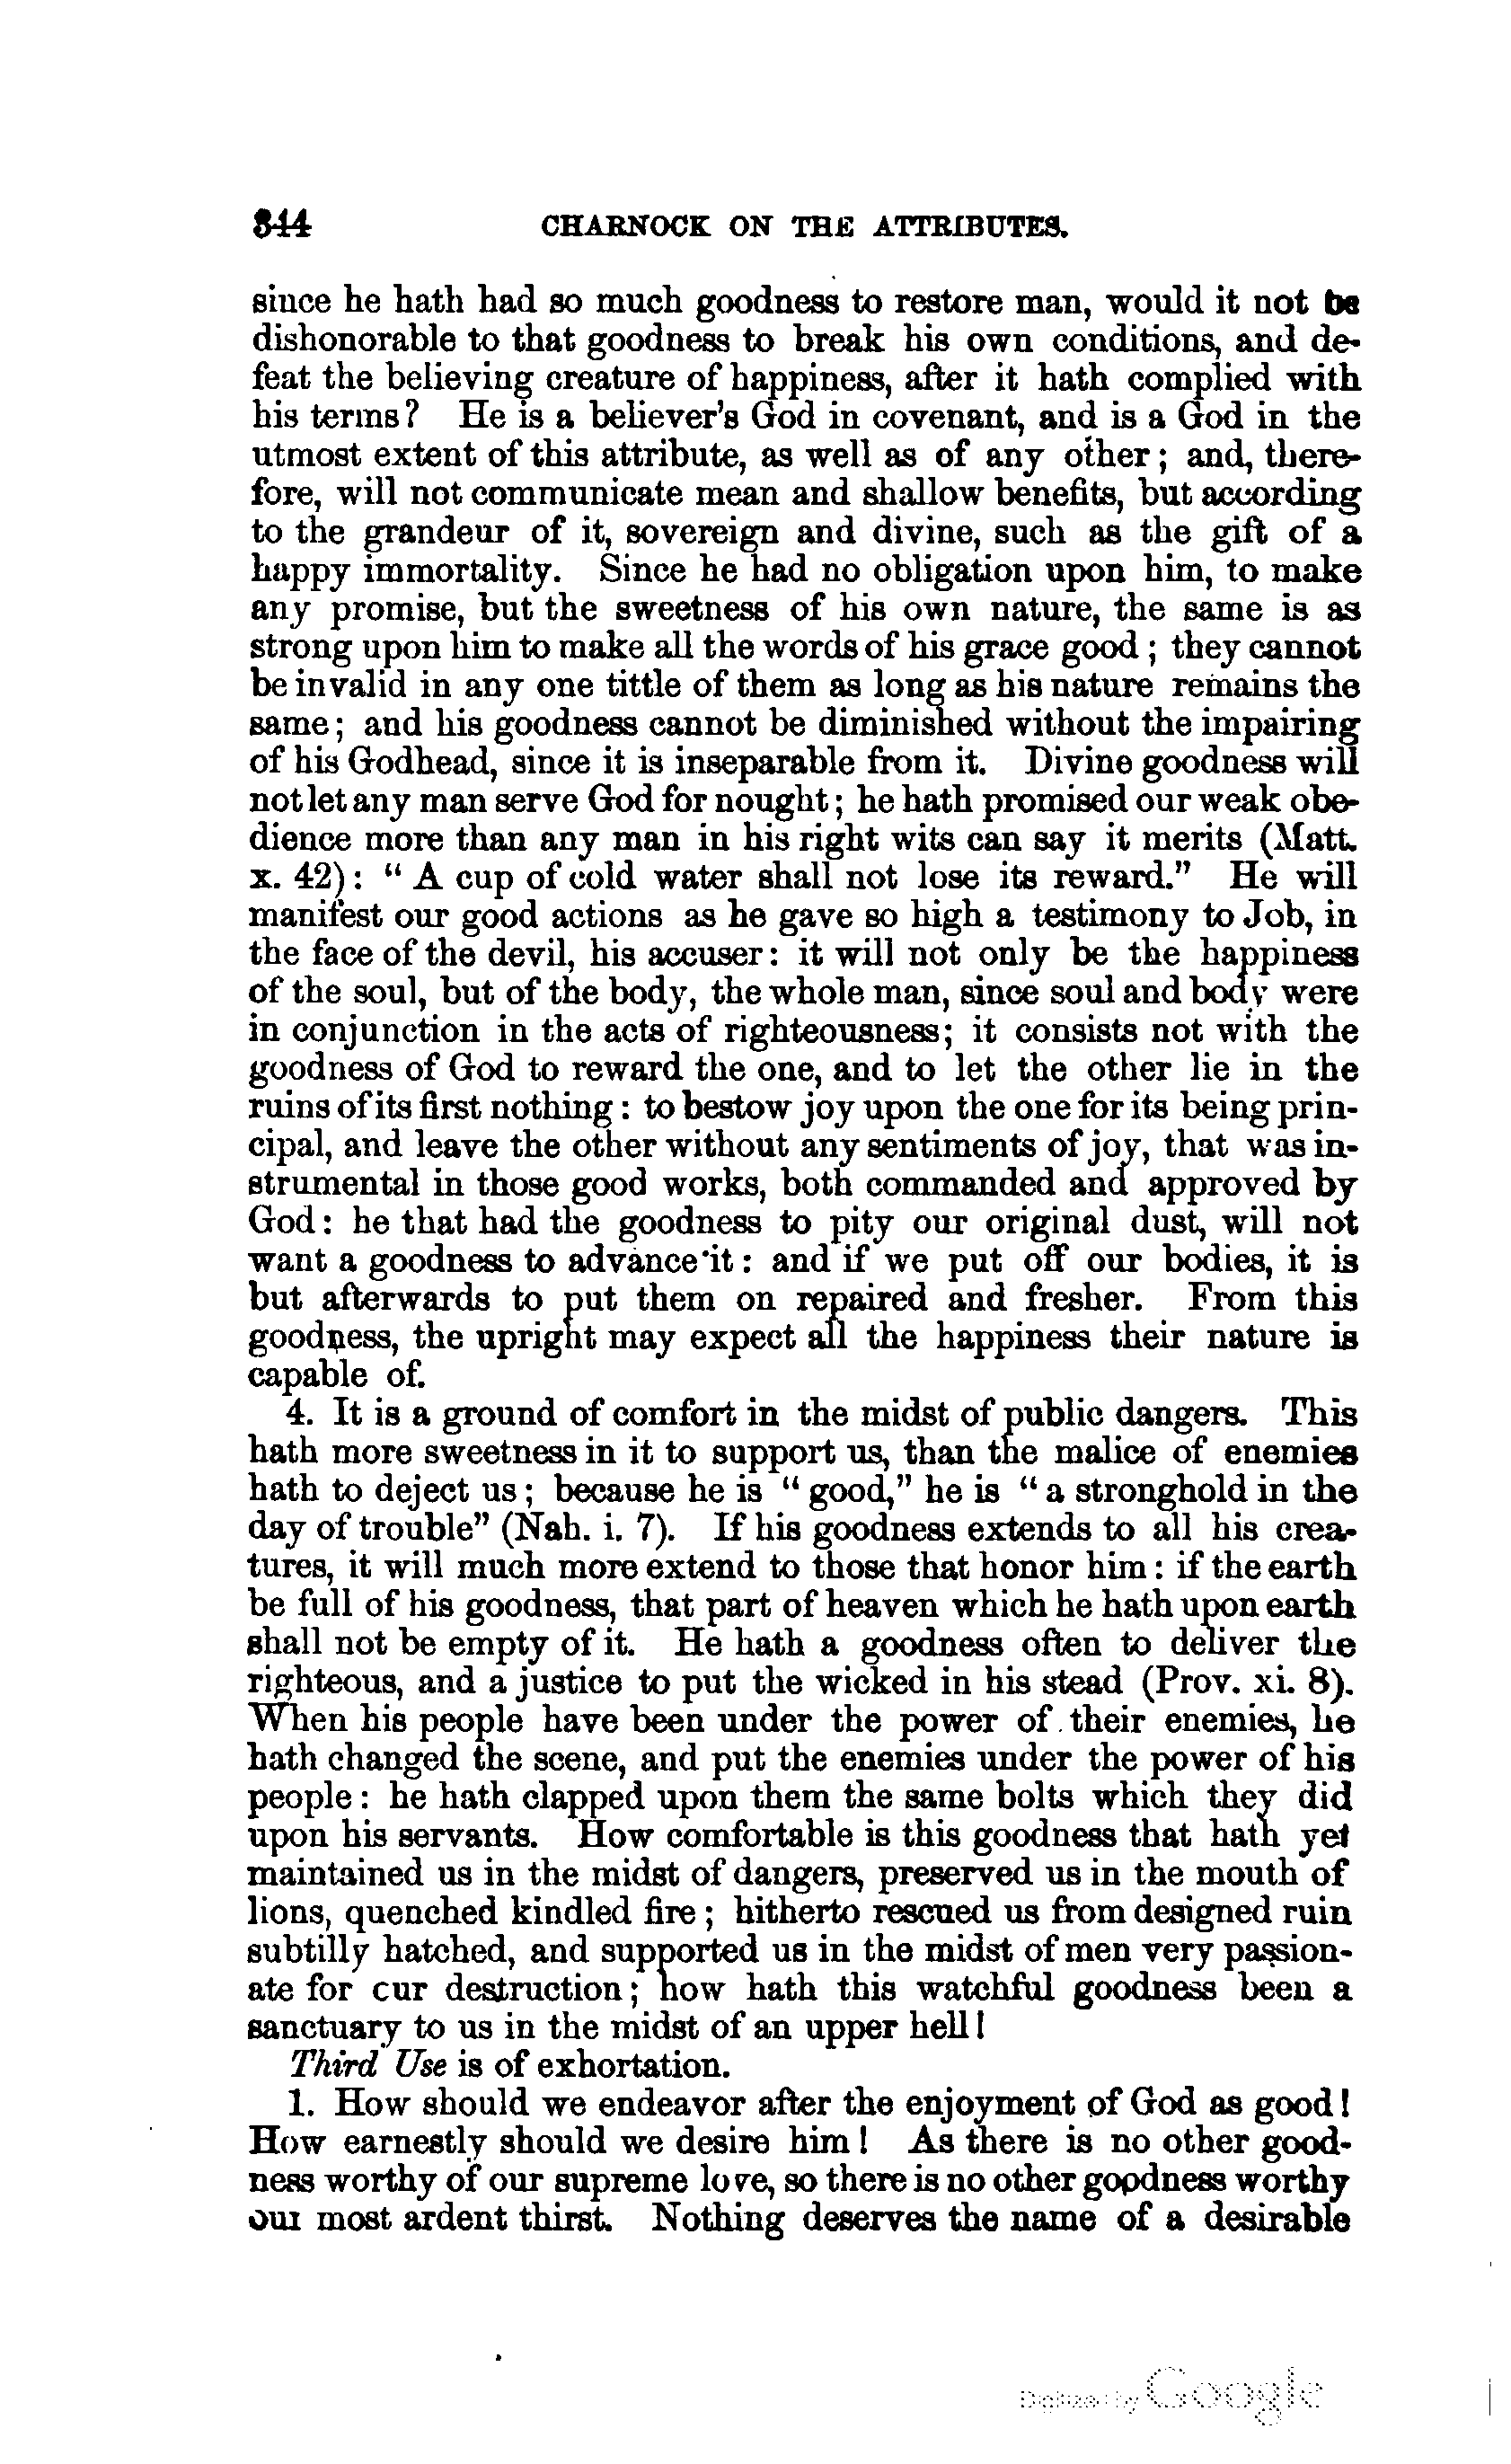 344 CHARNOCK ON THE ATTRIBUTES.
since he hath had so much goodness to restore man, would it not be
dishonorable to that goodness to break his own conditions, and de-
feat the believing creature of happiness, after it hath complied with
his terms? He is a believer's God in covenant, and is a God in the
utmost extent of this attribute, as well as of any other; and, there-
fore, will not communicate mean and shallow benefits, but according
to the grandeur of it, sovereign and divine, such as the gift of a
happy immortality. Since he had no obligation upon him, to make
any promise, but the sweetness of his own nature, the same is as
strong upon him to make all the words of his grace good; they cannot
be invalid in any one tittle of them as long as his nature remains the
same; and his goodness cannot be diminished without the impairing
of his Godhead, since it is inseparable from it. Divine goodness will
not let any man serve God for nought; he hath promised our weak obe-
dience more than any man in his right wits can say it merits (Matt.
x. 42): "A cup of cold water shall not lose its reward." He will
manifest our good actions as he gave so high a testimony to Job, in
the face of the devil, his accuser: it will not only be the happiness
of the soul, but of the body, the whole man, since soul and body were
in conjunction in the acts of righteousness; it consists not with the
goodness of God to reward the one, and to let the other lie in the
ruins of its first nothing: to bestow joy upon the one for its being prin-
cipal, and leave the other without any sentiments of joy, that was in-
strumental in those good works, both commanded and approved by
God: he that had the goodness to pity our original dust, will not
want a goodness to advance it: and if we put off our bodies, it is
but afterwards to put them on repaired and fresher. From this
goodness, the upright may expect all the happiness their nature is
capable of.
4. It is a ground of comfort in the midst of public dangers. This
hath more sweetness in it to support us, than the malice of enemies
hath to deject us; because he is "good," he is "a stronghold in the
day of trouble" (Nah. i. 7). If his goodness extends to all his crea-
tures, it will much more extend to those that honor him: if the earth
be full of his goodness, that part of heaven which he hath upon earth
shall not be empty of it. He hath a goodness often to deliver the
righteous, and a justice to put the wicked in his stead (Prov. xi. 8).
When his people have been under the power of their enemies, he
hath changed the scene, and put the enemies under the power of his
people: he hath clapped upon them the same bolts which they did
upon his servants. How comfortable is this goodness that hath yet
maintained us in the midst of dangers, preserved us in the mouth of
lions, quenched kindled fire; hitherto rescued us from designed ruin
subtilly hatched, and supported us in the midst of men very passion-
ate for cur destruction; how hath this watchful goodness been a
sanctuary to us in the midst of an upper hell!
Third Use is of exhortation.
1. How should we endeavor after the enjoyment of God as good!
How earnestly should we desire him! As there is no other good-
ness worthy of our supreme love, so there is no other goodness worthy
our most ardent thirst. Nothing deserves the name of a desirable
Digitized by Google